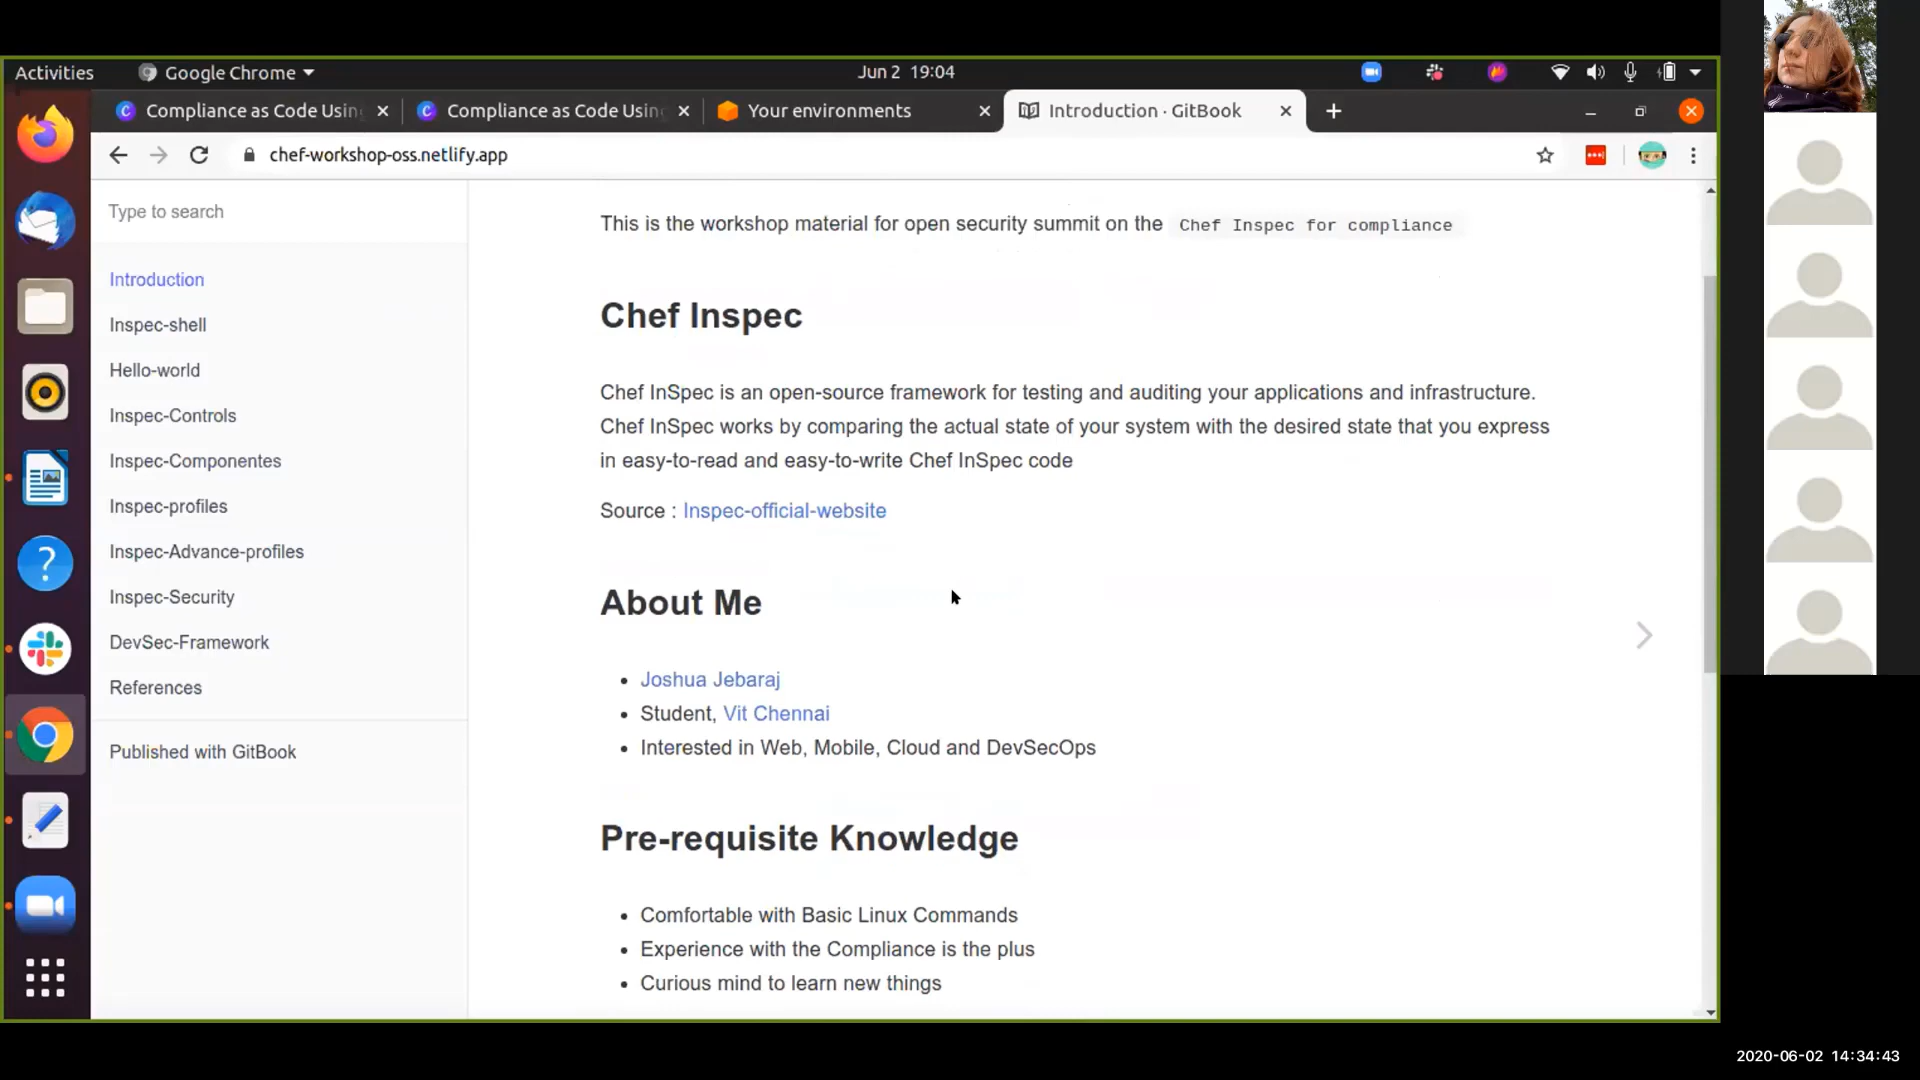 Activities
Google Chrome
Jun 2 19:04
Compliance as Code Usin
Compliance as Code Usin
Your environments
Introduction · GitBook
chef-workshop-oss.netlify.app
Type to search
Introduction
Inspec-shell
Hello-world
Inspec-Controls
Inspec-Componentes
Inspec-profiles
Inspec-Advance-profiles
Inspec-Security
DevSec-Framework
References
Published with GitBook
This is the workshop material for open security summit on the Chef Inspec for compliance
Chef Inspec
Chef InSpec is an open-source framework for testing and auditing your applications and infrastructure.
Chef InSpec works by comparing the actual state of your system with the desired state that you express
in easy-to-read and easy-to-write Chef InSpec code
Source : Inspec-official-website
About Me
• Joshua Jebaraj
• Student, Vit Chennai
• Interested in Web, Mobile, Cloud and DevSecOps
Pre-requisite Knowledge
• Comfortable with Basic Linux Commands
• Experience with the Compliance is the plus
• Curious mind to learn new things
2020-06-02 14:34:43